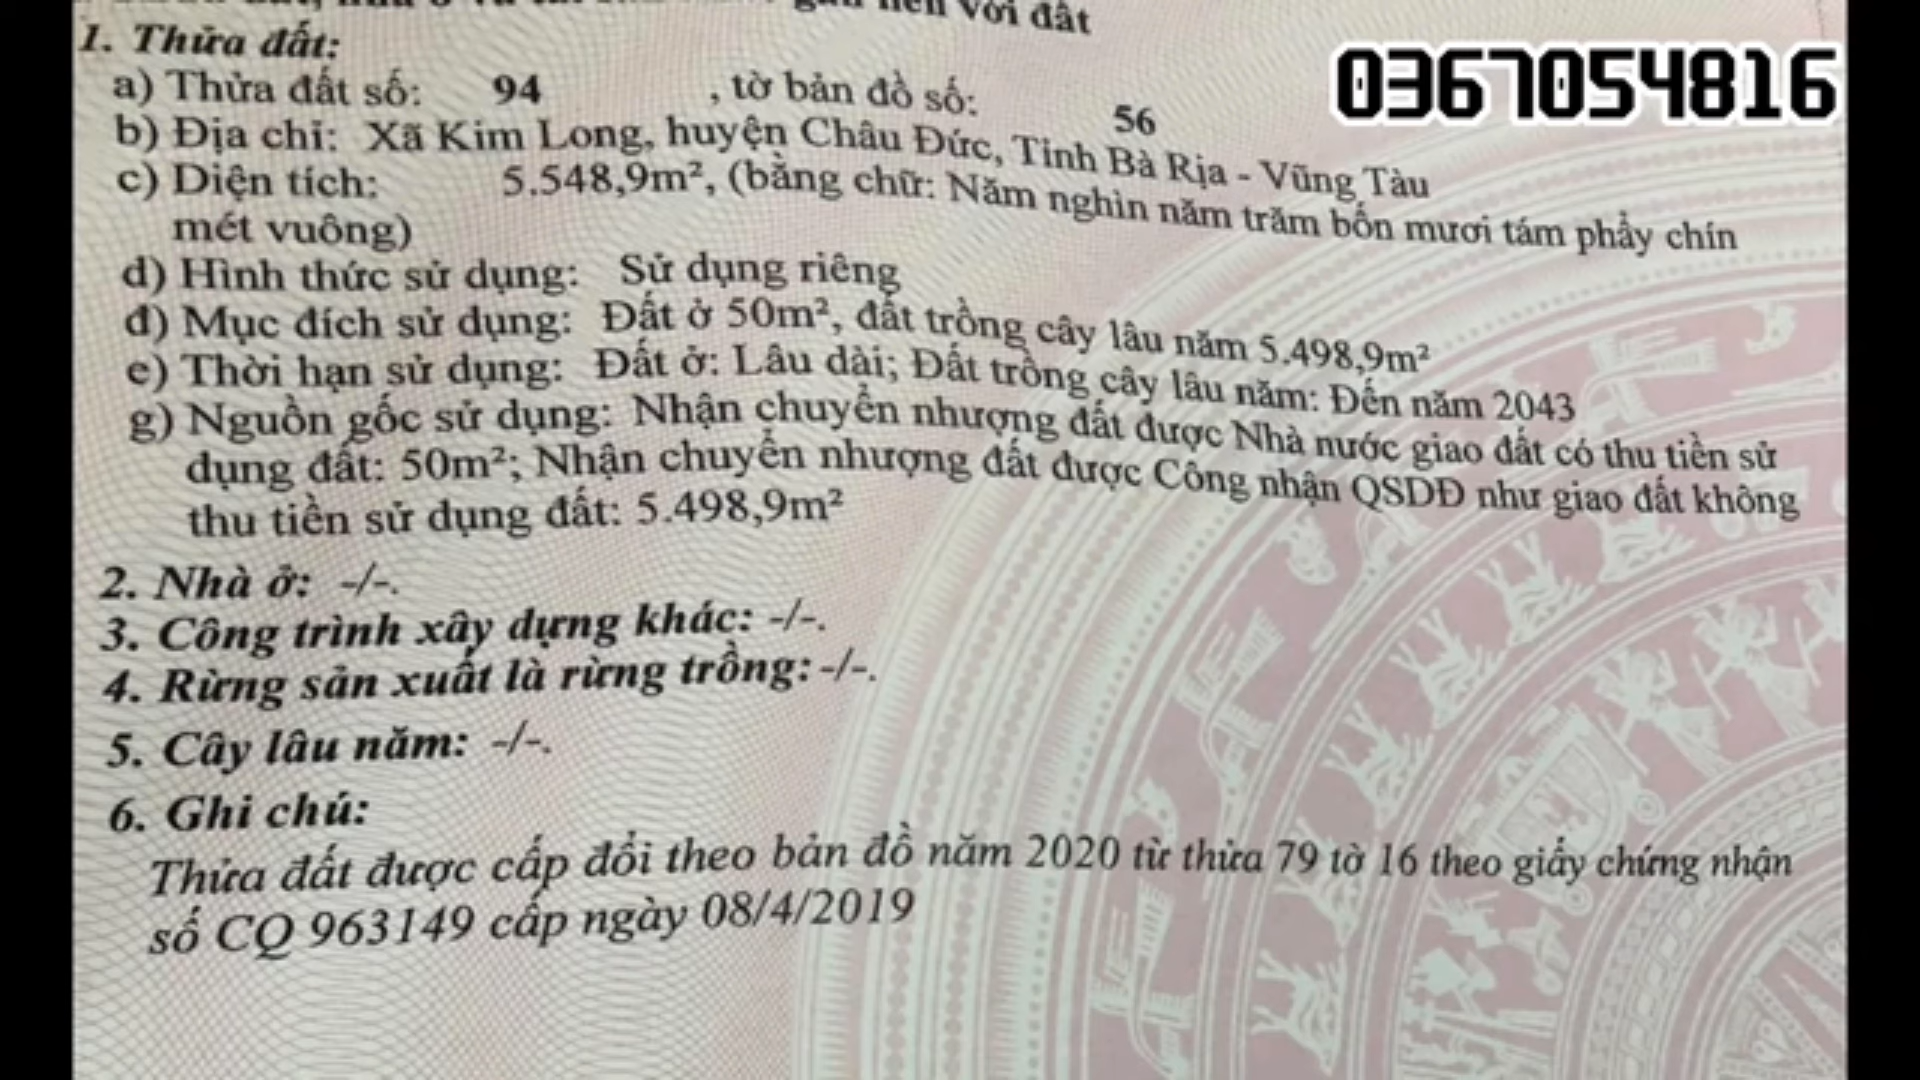 với đất
1. Thửa đất:
0367054816
a) Thửa đất số: 94 , tờ bản đồ số: 56
b) Địa chỉ: Xã Kim Long, huyện Châu Đức, Tỉnh Bà Rịa - Vũng Tàu
c) Diện tích: 5.548,9m², (bằng chữ: Năm nghìn năm trăm bốn mươi tám phẩy chín
mét vuông)
d) Hình thức sử dụng: Sử dụng riêng
đ) Mục đích sử dụng: Đất ở 50m², đất trồng cây lâu năm 5.498,9m²
e) Thời hạn sử dụng: Đất ở: Lâu dài; Đất trồng cây lâu năm: Đến năm 2043
g) Nguồn gốc sử dụng: Nhận chuyển nhượng đất được Nhà nước giao đất có thu tiền sử
dụng đất: 50m²; Nhận chuyển nhượng đất được Công nhận QSDĐ như giao đất không
thu tiền sử dụng đất: 5.498,9m²
2. Nhà ở: -/-.
3. Công trình xây dựng khác: -/-.
4. Rừng sản xuất là rừng trồng: -/-.
5. Cây lâu năm: -/-.
6. Ghi chú:
Thửa đất được cấp đổi theo bản đồ năm 2020 từ thửa 79 tờ 16 theo giấy chứng nhận
số CQ 963149 cấp ngày 08/4/2019